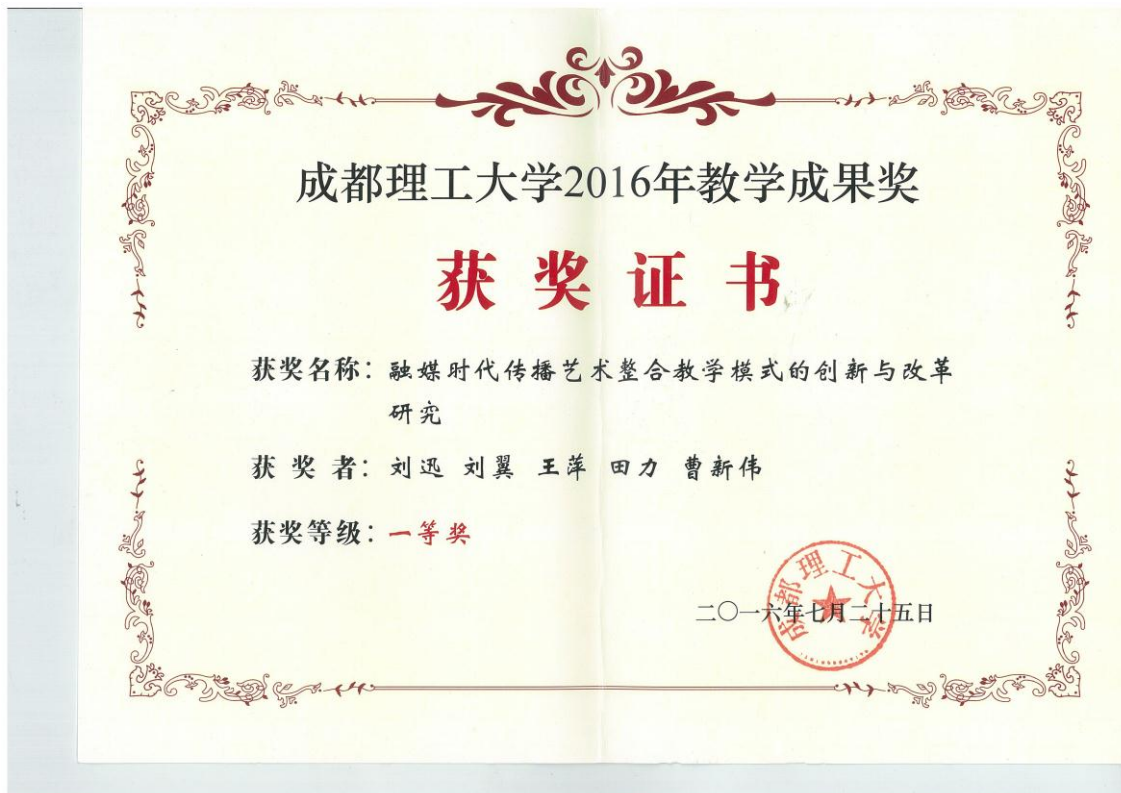 成都理工大学2016年教学成果奖
获奖证书
获奖名称：融媒时代传播艺术整合教学模式的创新与改革
研究
获奖者：刘迅 刘翼 王萍 田力 曹新伟
获奖等级：一等奖
二〇一六年七月二十五日
成都理工大学